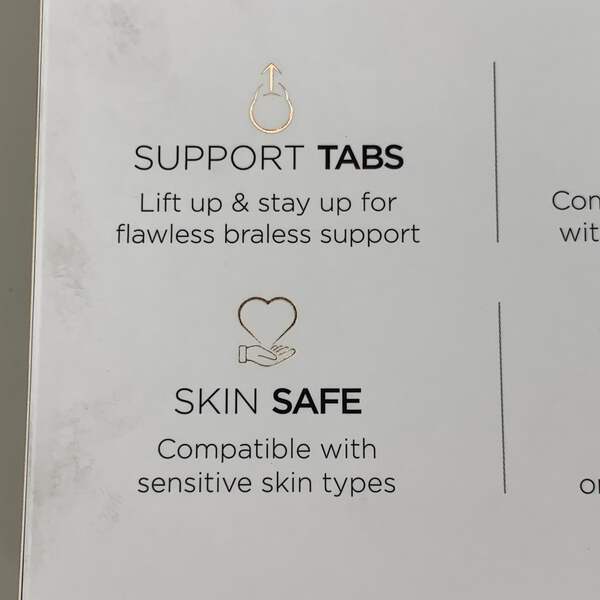 SUPPORT TABS
Lift up & stay up for
flawless braless support
SKIN SAFE
Compatible with
sensitive skin types